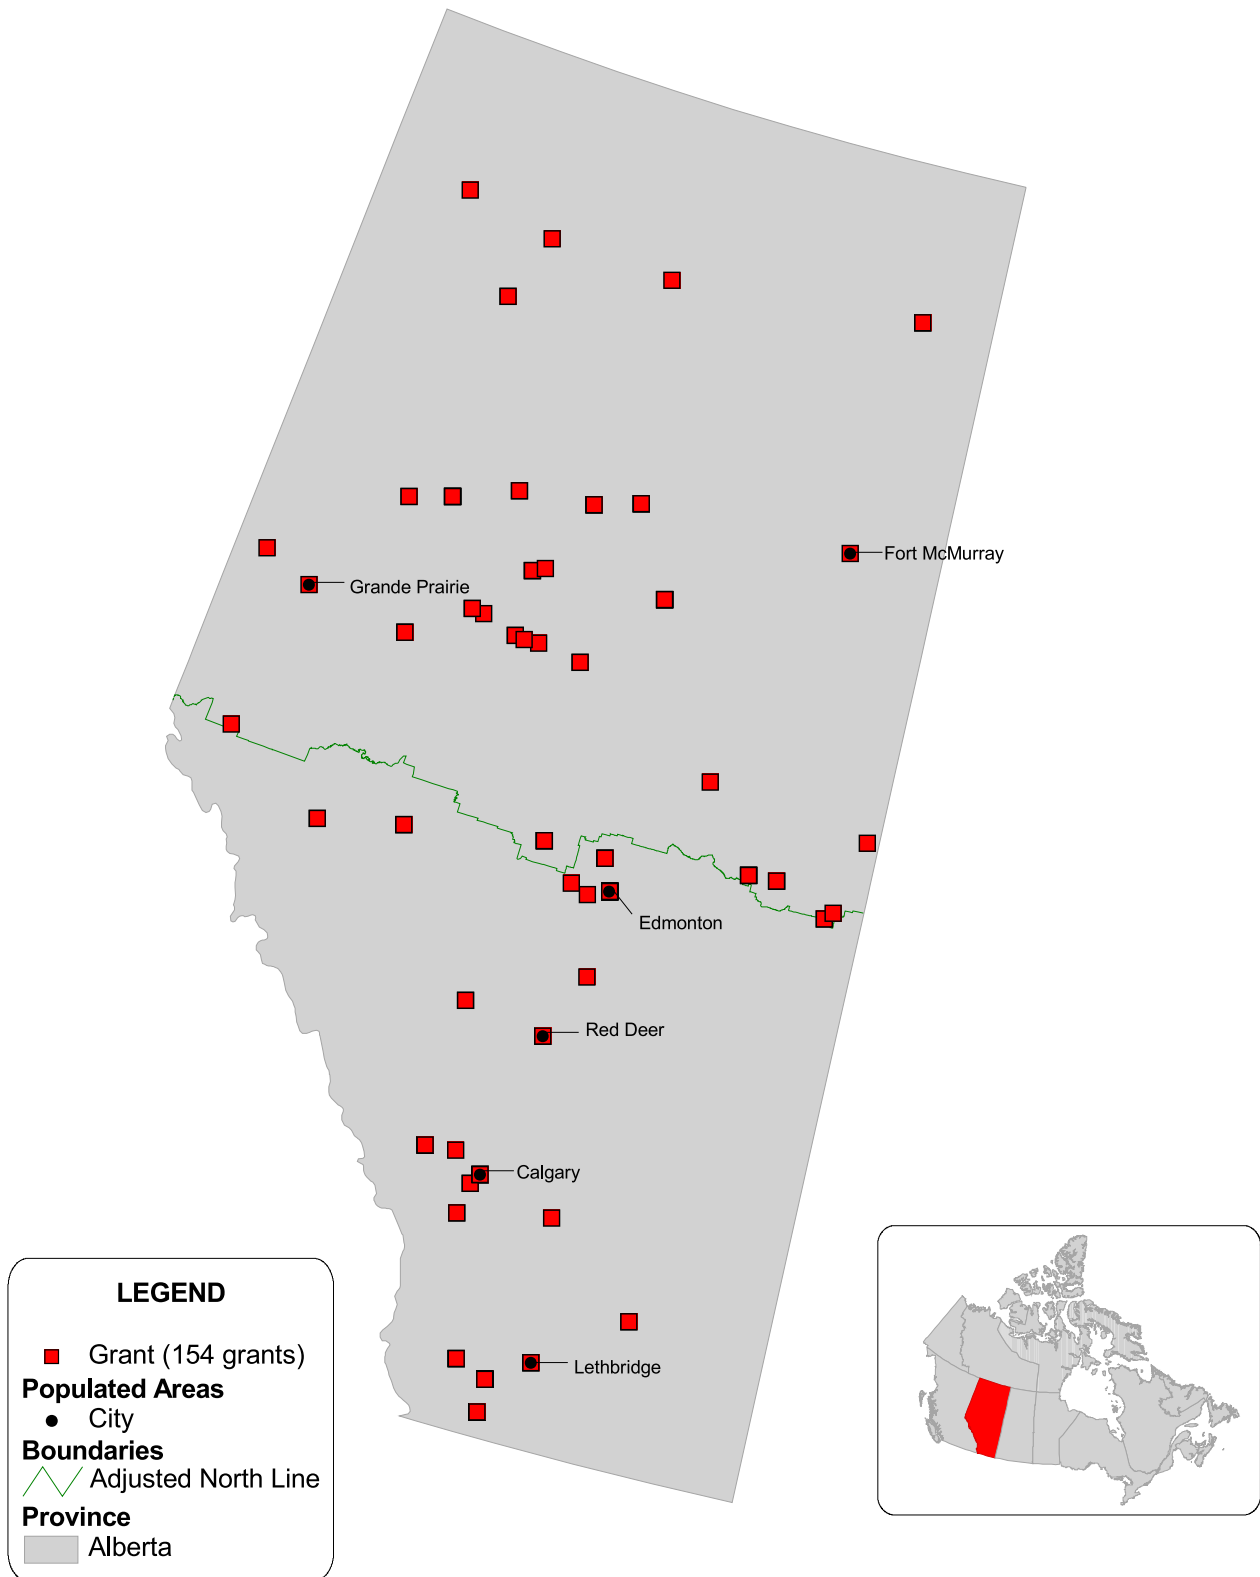 Fort McMurray
Grande Prairie
Edmonton
Red Deer
Calgary
Lethbridge
LEGEND
Grant (154 grants)
Populated Areas
City
Boundaries
Adjusted North Line
Province
Alberta